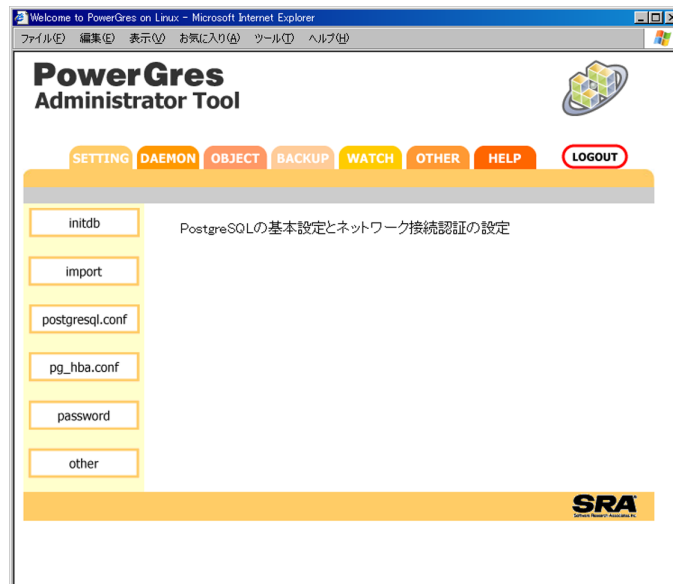 Welcome to PowerGres on Linux - Microsoft Internet Explorer
ファイル(F) 編集(E) 表示(V) お気に入り(A) ツール(T) ヘルプ(H)
PowerGres
Administrator Tool
SETTING DAEMON OBJECT BACKUP WATCH OTHER HELP LOGOUT
initdb
PostgreSQLの基本設定とネットワーク接続認証の設定
import
postgresql.conf
pg_hba.conf
password
other
SRA
Software Research Associates, Inc.